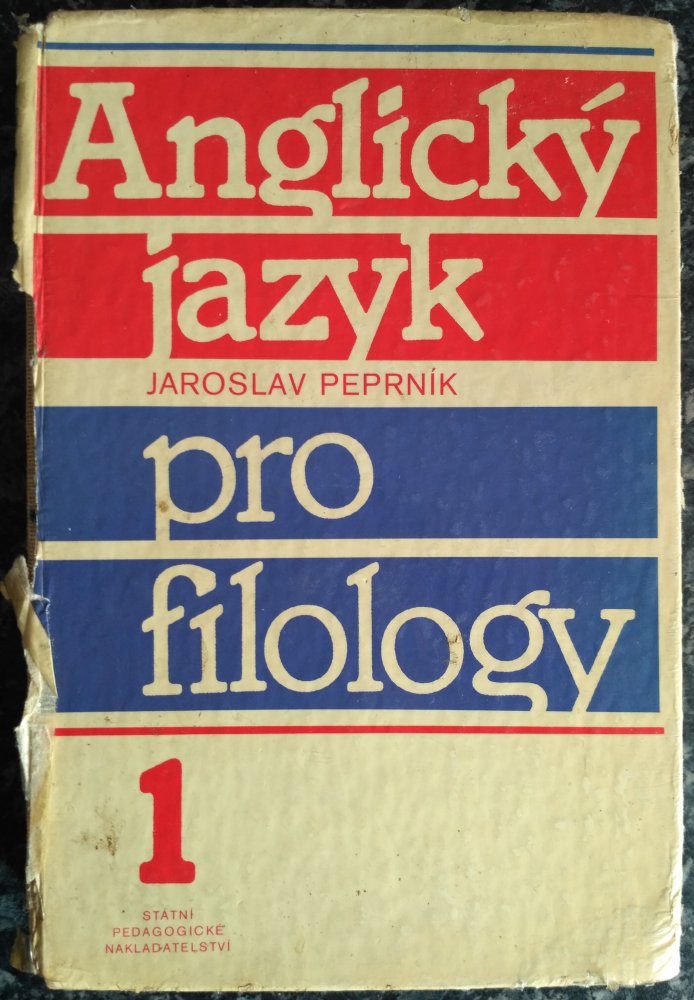 Anglický
jazyk
JAROSLAV PEPRNÍK
pro
filology
1
STÁTNÍ
PEDAGOGICKÉ
NAKLADATELSTVÍ